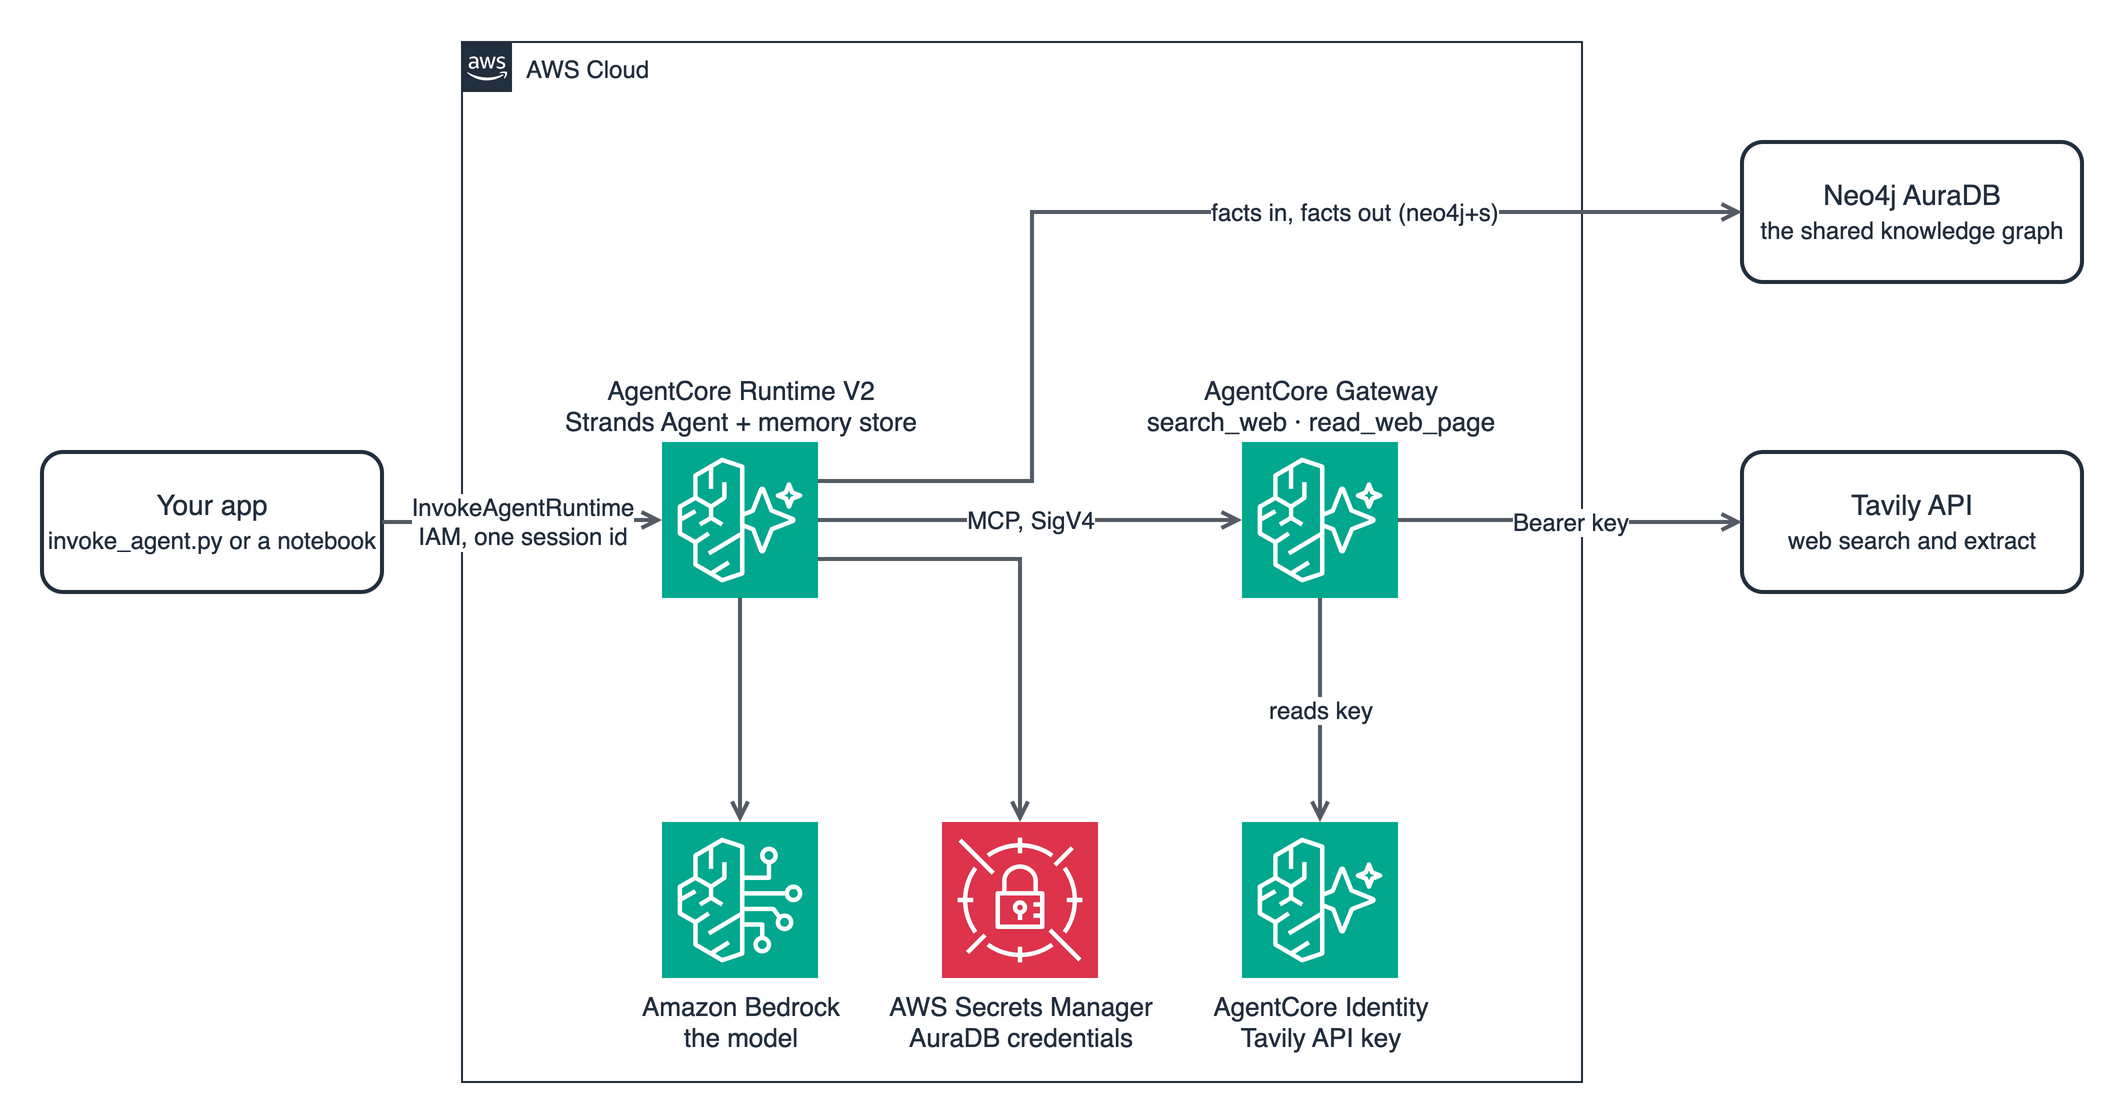 aws
AWS Cloud
Neo4j AuraDB
the shared knowledge graph
facts in, facts out (neo4j+s)
AgentCore Runtime V2
Strands Agent + memory store
AgentCore Gateway
search_web · read_web_page
Your app
invoke_agent.py or a notebook
InvokeAgentRuntime
IAM, one session id
MCP, SigV4
Bearer key
Tavily API
web search and extract
reads key
Amazon Bedrock
the model
AWS Secrets Manager
AuraDB credentials
AgentCore Identity
Tavily API key